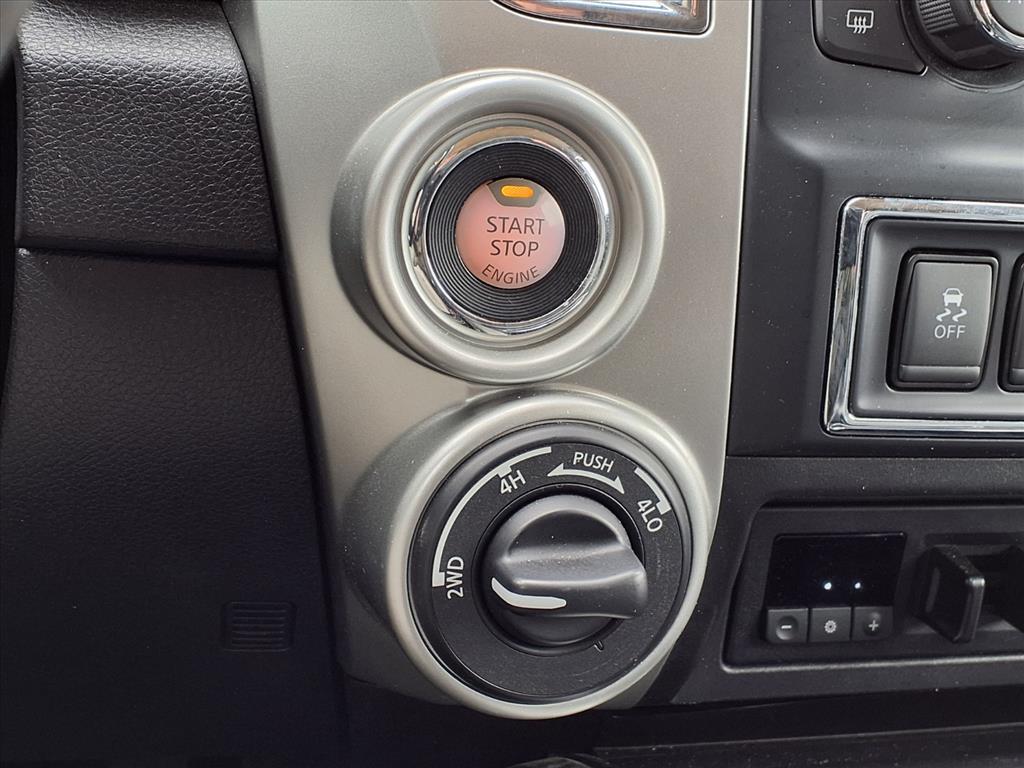 START
STOP
ENGINE
OFF
PUSH
4H
4LO
2WD
- +